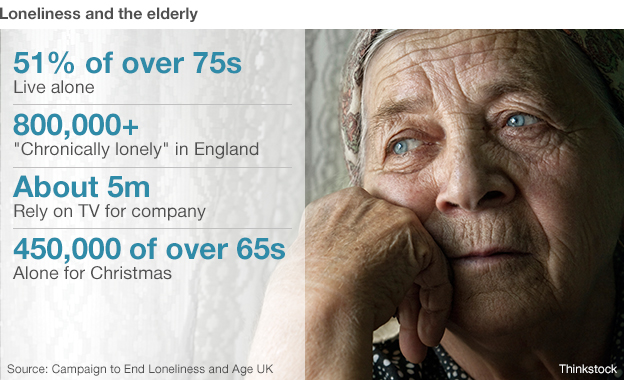 Loneliness and the elderly
51% of over 75s
Live alone
800,000+
"Chronically lonely" in England
About 5m
Rely on TV for company
450,000 of over 65s
Alone for Christmas
Source: Campaign to End Loneliness and Age UK
Thinkstock